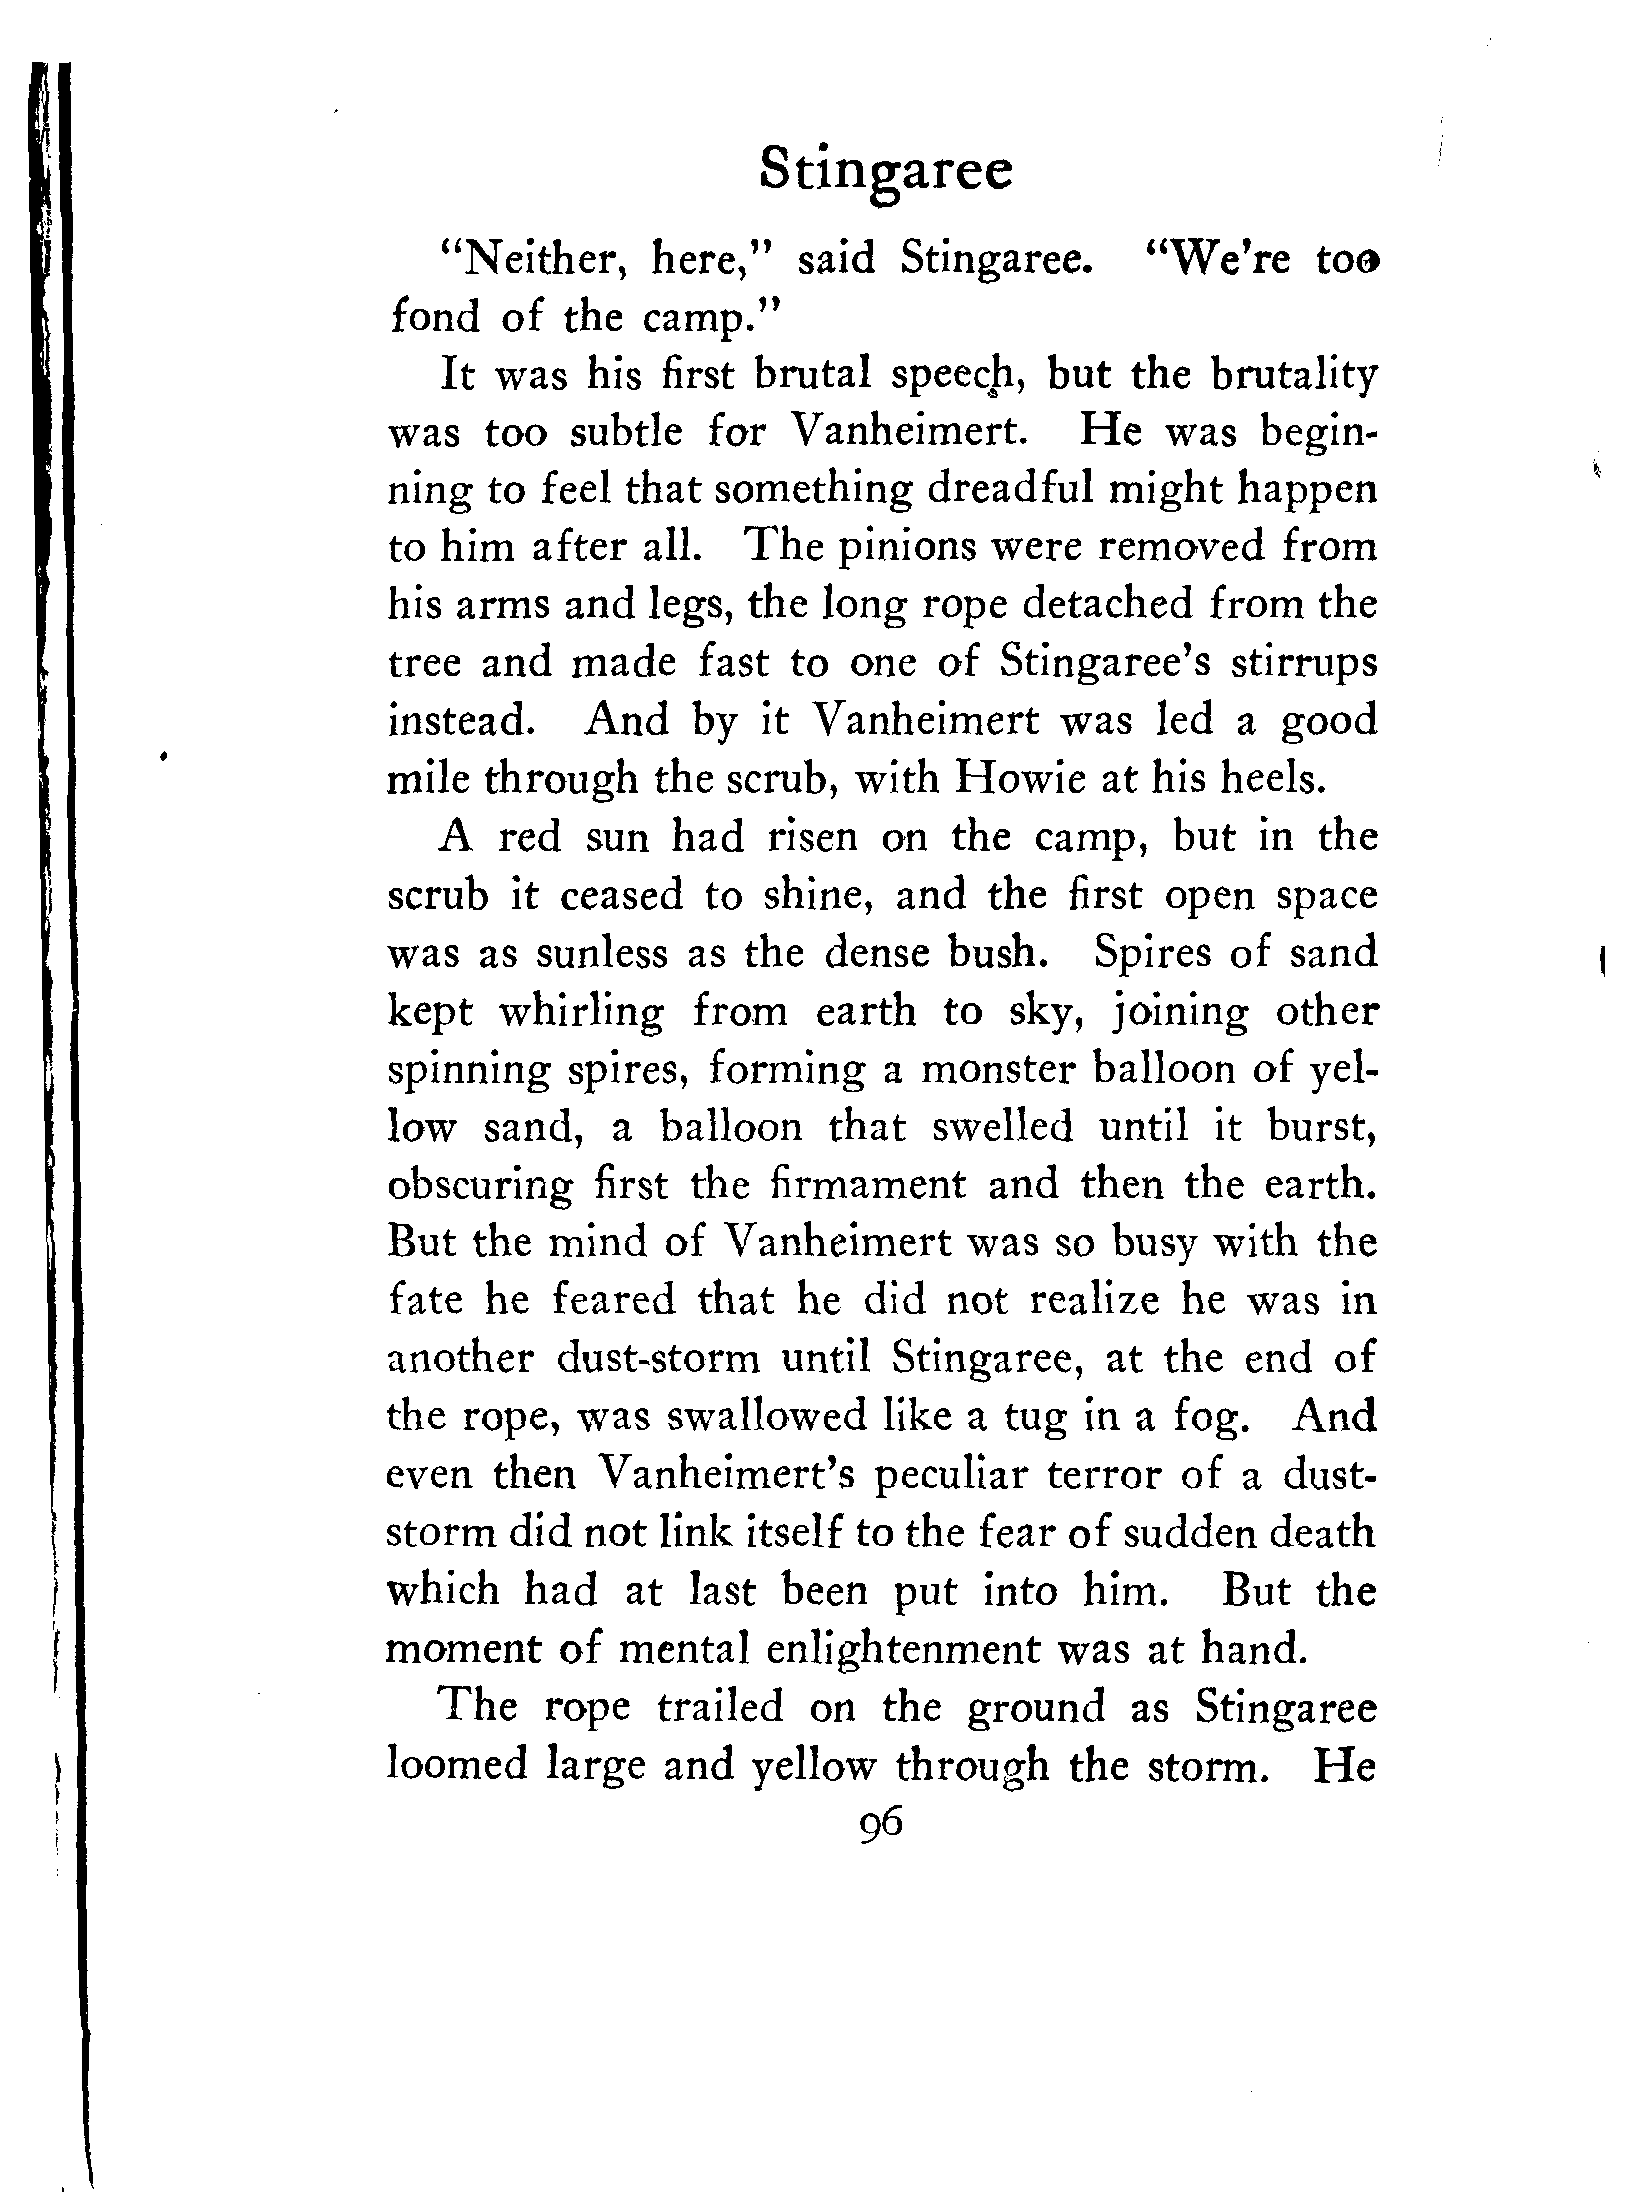 Stingaree
"Neither, here," said Stingaree. "We're too
fond of the camp."
It was his first brutal speech, but the brutality
was too subtle for Vanheimert. He was begin-
ning to feel that something dreadful might happen
to him after all. The pinions were removed from
his arms and legs, the long rope detached from the
tree and made fast to one of Stingaree's stirrups
instead. And by it Vanheimert was led a good
mile through the scrub, with Howie at his heels.
A red sun had risen on the camp, but in the
scrub it ceased to shine, and the first open space
was as sunless as the dense bush. Spires of sand
kept whirling from earth to sky, joining other
spinning spires, forming a monster balloon of yel-
low sand, a balloon that swelled until it burst,
obscuring first the firmament and then the earth.
But the mind of Vanheimert was so busy with the
fate he feared that he did not realize he was in
another dust-storm until Stingaree, at the end of
the rope, was swallowed like a tug in a fog. And
even then Vanheimert's peculiar terror of a dust-
storm did not link itself to the fear of sudden death
which had at last been put into him. But the
moment of mental enlightenment was at hand.
The rope trailed on the ground as Stingaree
loomed large and yellow through the storm. He
96